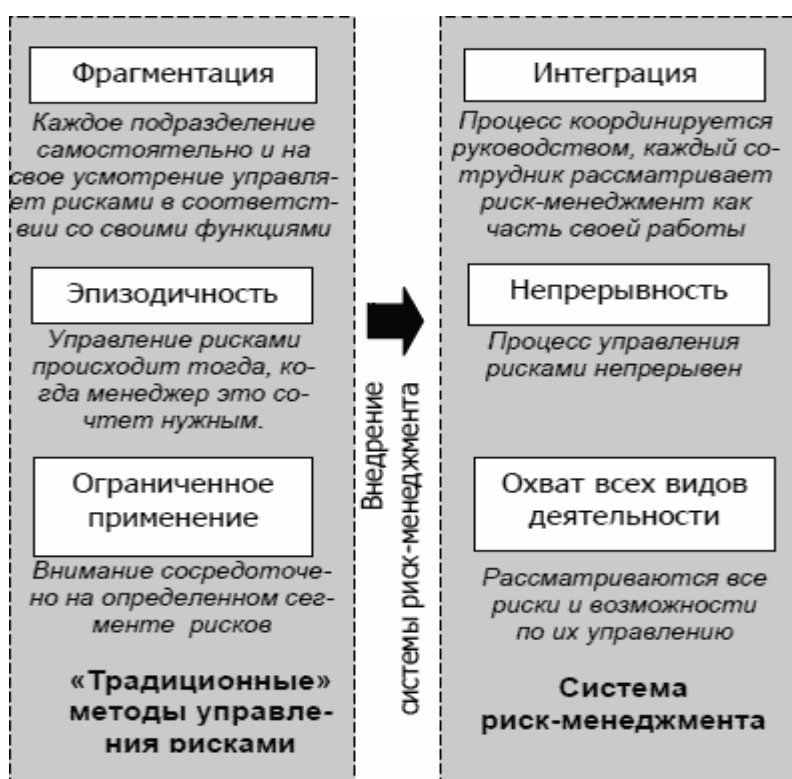 Фрагментация
Каждое подразделение
самостоятельно и на
свое усмотрение управля-
ет рисками в соответст-
вии со своими функциями
Эпизодичность
Управление рисками
происходит тогда, ко-
гда менеджер это со-
чтет нужным.
Ограниченное
применение
Внимание сосредоточе-
но на определенном сег-
менте рисков
«Традиционные»
методы управле-
ния рисками
Внедрение
системы риск-менеджмента
Интеграция
Процесс координируется
руководством, каждый со-
трудник рассматривает
риск-менеджмент как
часть своей работы
Непрерывность
Процесс управления
рисками непрерывен
Охват всех видов
деятельности
Рассматриваются все
риски и возможности
по их управлению
Система
риск-менеджмента